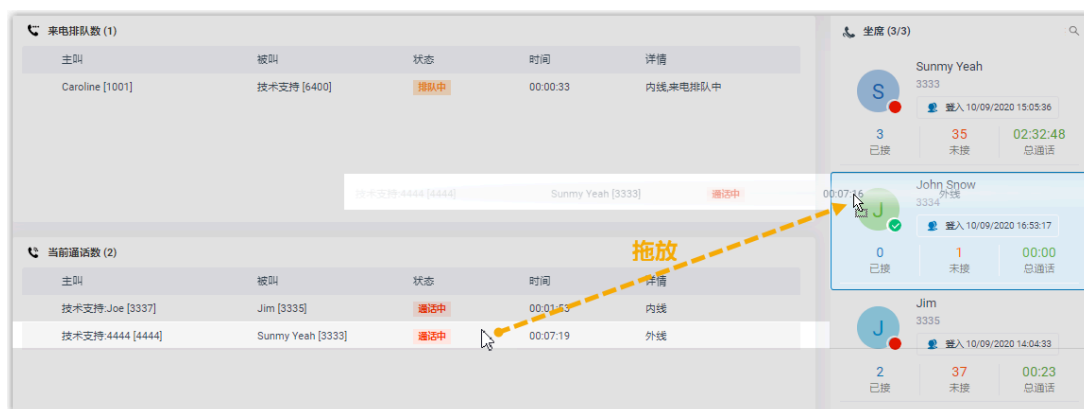 来电排队数 (1)
主叫 被叫 状态 时间 详情
Caroline [1001] 技术支持 [6400] 排队中 00:00:33 内线,来电排队中
技术支持:4444 [4444] Sunmy Yeah [3333] 通话中 00:07:16 外线
拖放
当前通话数 (2)
主叫 被叫 状态 时间 详情
技术支持:Joe [3337] Jim [3335] 通话中 00:01:53 内线
技术支持:4444 [4444] Sunmy Yeah [3333] 通话中 00:07:19 外线
坐席 (3/3)
Sunmy Yeah
S
3333
登入 10/09/2020 15:05:36
3 35 02:32:48
已接 未接 总通话
John Snow
J
3334
登入 10/09/2020 16:53:17
0 1 00:00
已接 未接 总通话
Jim
J
3335
登入 10/09/2020 14:04:33
2 37 00:23
已接 未接 总通话